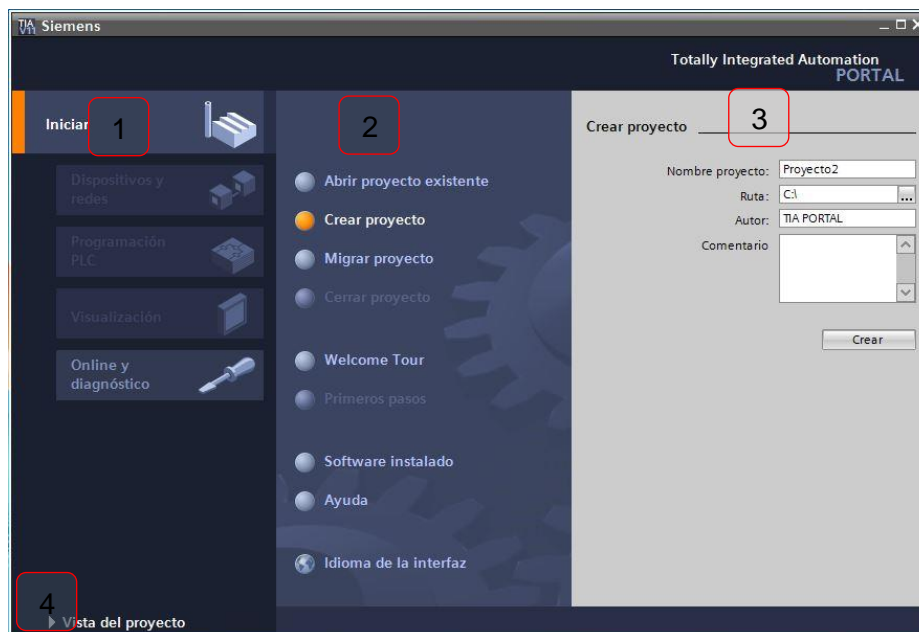 TIA V11 Siemens
Totally Integrated Automation
PORTAL
Iniciar
1
Dispositivos y
redes
Programación
PLC
Visualización
Online y
diagnóstico
4
Vista del proyecto
2
Abrir proyecto existente
Crear proyecto
Migrar proyecto
Cerrar proyecto
Welcome Tour
Primeros pasos
Software instalado
Ayuda
Idioma de la interfaz
Crear proyecto
3
Nombre proyecto: Proyecto2
Ruta: C:\ ...
Autor: TIA PORTAL
Comentario
Crear